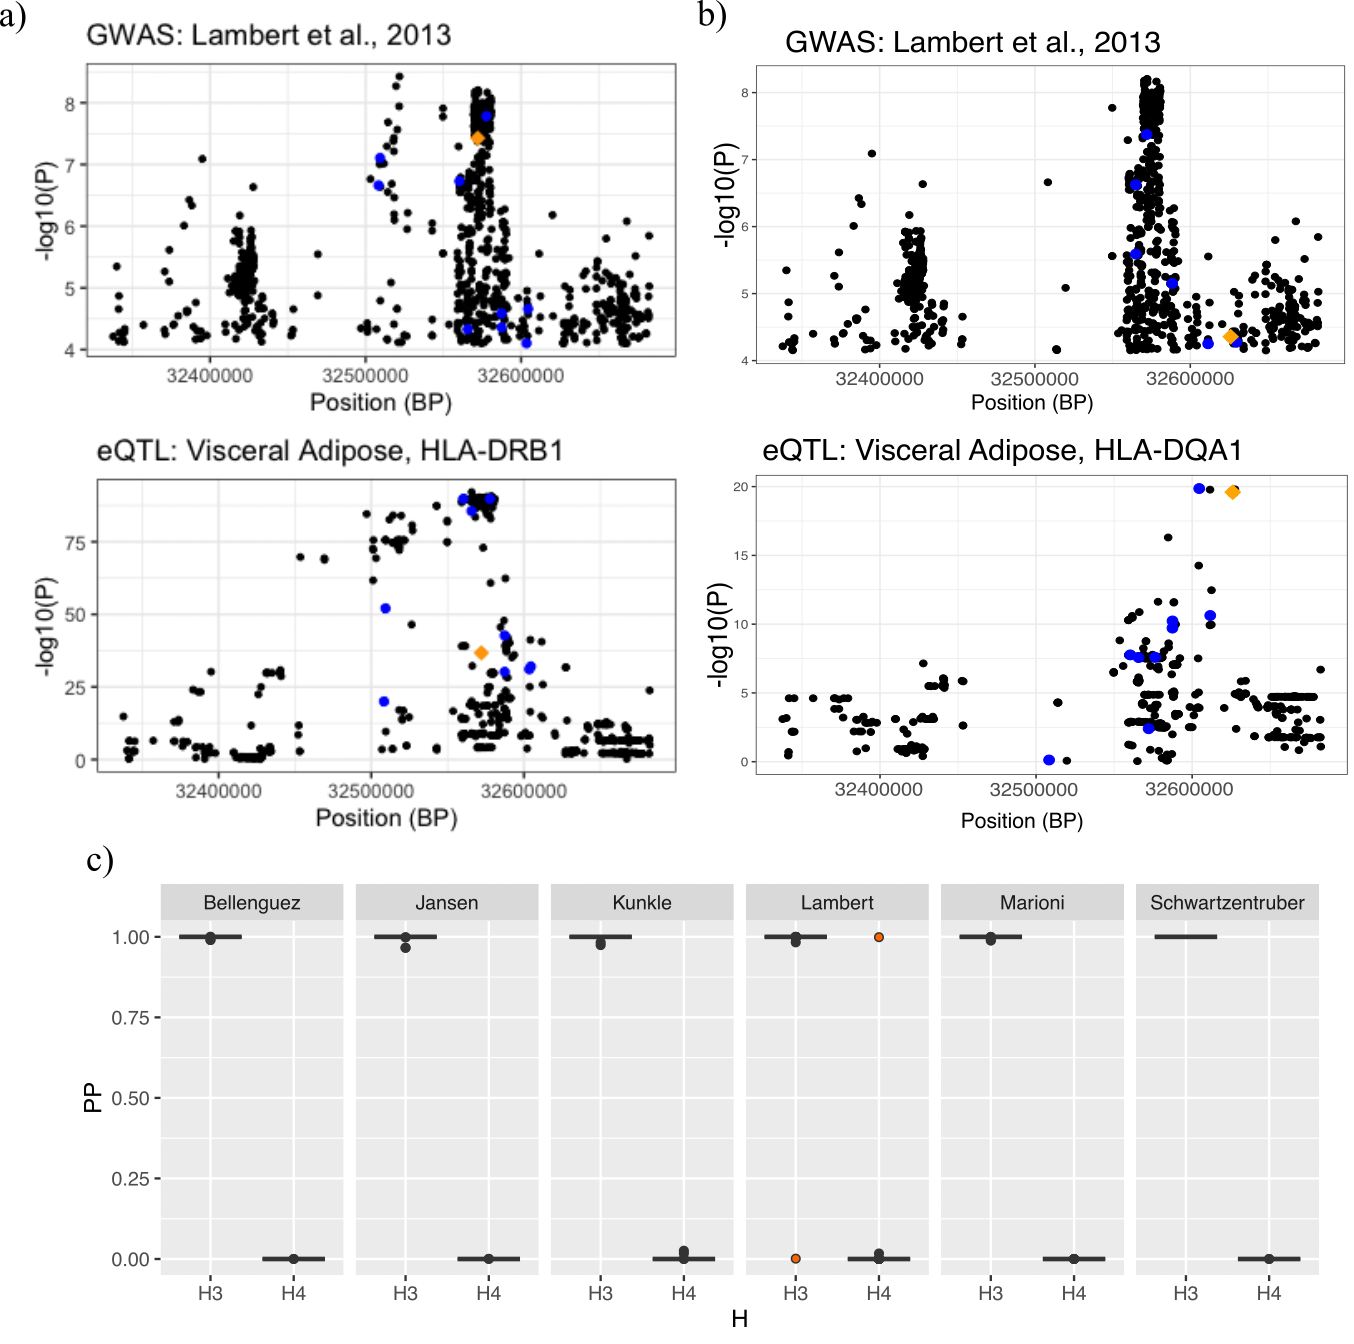 a)
GWAS: Lambert et al., 2013
-log10(P)
8
7
6
5
4
32400000 32500000 32600000
Position (BP)
eQTL: Visceral Adipose, HLA-DRB1
-log10(P)
75
50
25
0
32400000 32500000 32600000
Position (BP)
b)
GWAS: Lambert et al., 2013
-log10(P)
8
7
6
5
4
32400000 32500000 32600000
Position (BP)
eQTL: Visceral Adipose, HLA-DQA1
-log10(P)
20
15
10
5
0
32400000 32500000 32600000
Position (BP)
c)
Bellenguez Jansen Kunkle Lambert Marioni Schwartzentruber
PP
1.00
0.75
0.50
0.25
0.00
H3 H4 H3 H4 H3 H4 H3 H4 H3 H4 H3 H4
H